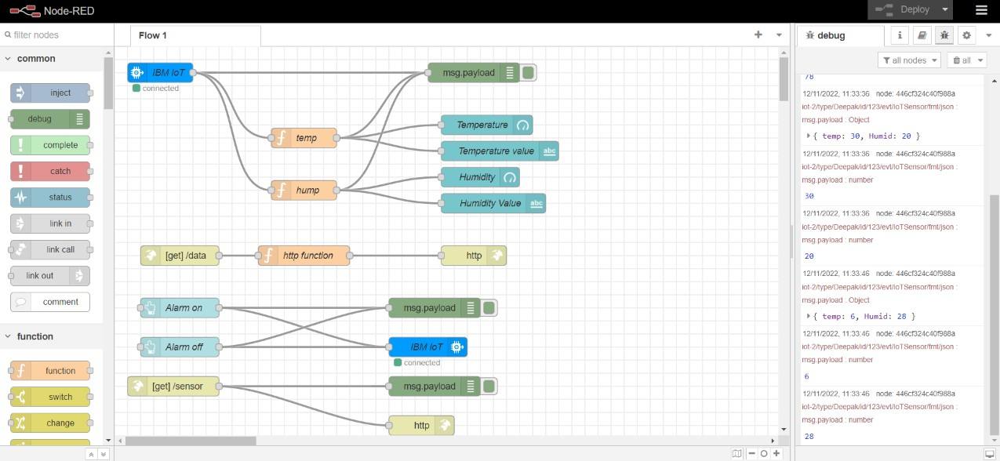 Node-RED
Deploy
filter nodes
Flow 1
debug
all nodes
all
common
inject
debug
complete
catch
status
link in
link call
link out
comment
function
function
switch
change
IBM IoT
connected
msg.payload
temp
hump
Temperature
Temperature value
abc
Humidity
Humidity Value
abc
[get] /data
http function
http
Alarm on
msg.payload
Alarm off
IBM IoT
connected
[get] /sensor
msg.payload
http
78
12/11/2022, 11:33:36 node: 446cf324c40f988a
iot-2/type/Deepak/id/123/evt/IoTSensor/fmt/json :
msg.payload : Object
{ temp: 30, Humid: 20 }
12/11/2022, 11:33:36 node: 446cf324c40f988a
iot-2/type/Deepak/id/123/evt/IoTSensor/fmt/json :
msg.payload : number
30
12/11/2022, 11:33:36 node: 446cf324c40f988a
iot-2/type/Deepak/id/123/evt/IoTSensor/fmt/json :
msg.payload : number
20
12/11/2022, 11:33:46 node: 446cf324c40f988a
iot-2/type/Deepak/id/123/evt/IoTSensor/fmt/json :
msg.payload : Object
{ temp: 6, Humid: 28 }
12/11/2022, 11:33:46 node: 446cf324c40f988a
iot-2/type/Deepak/id/123/evt/IoTSensor/fmt/json :
msg.payload : number
6
12/11/2022, 11:33:46 node: 446cf324c40f988a
iot-2/type/Deepak/id/123/evt/IoTSensor/fmt/json :
msg.payload : number
28